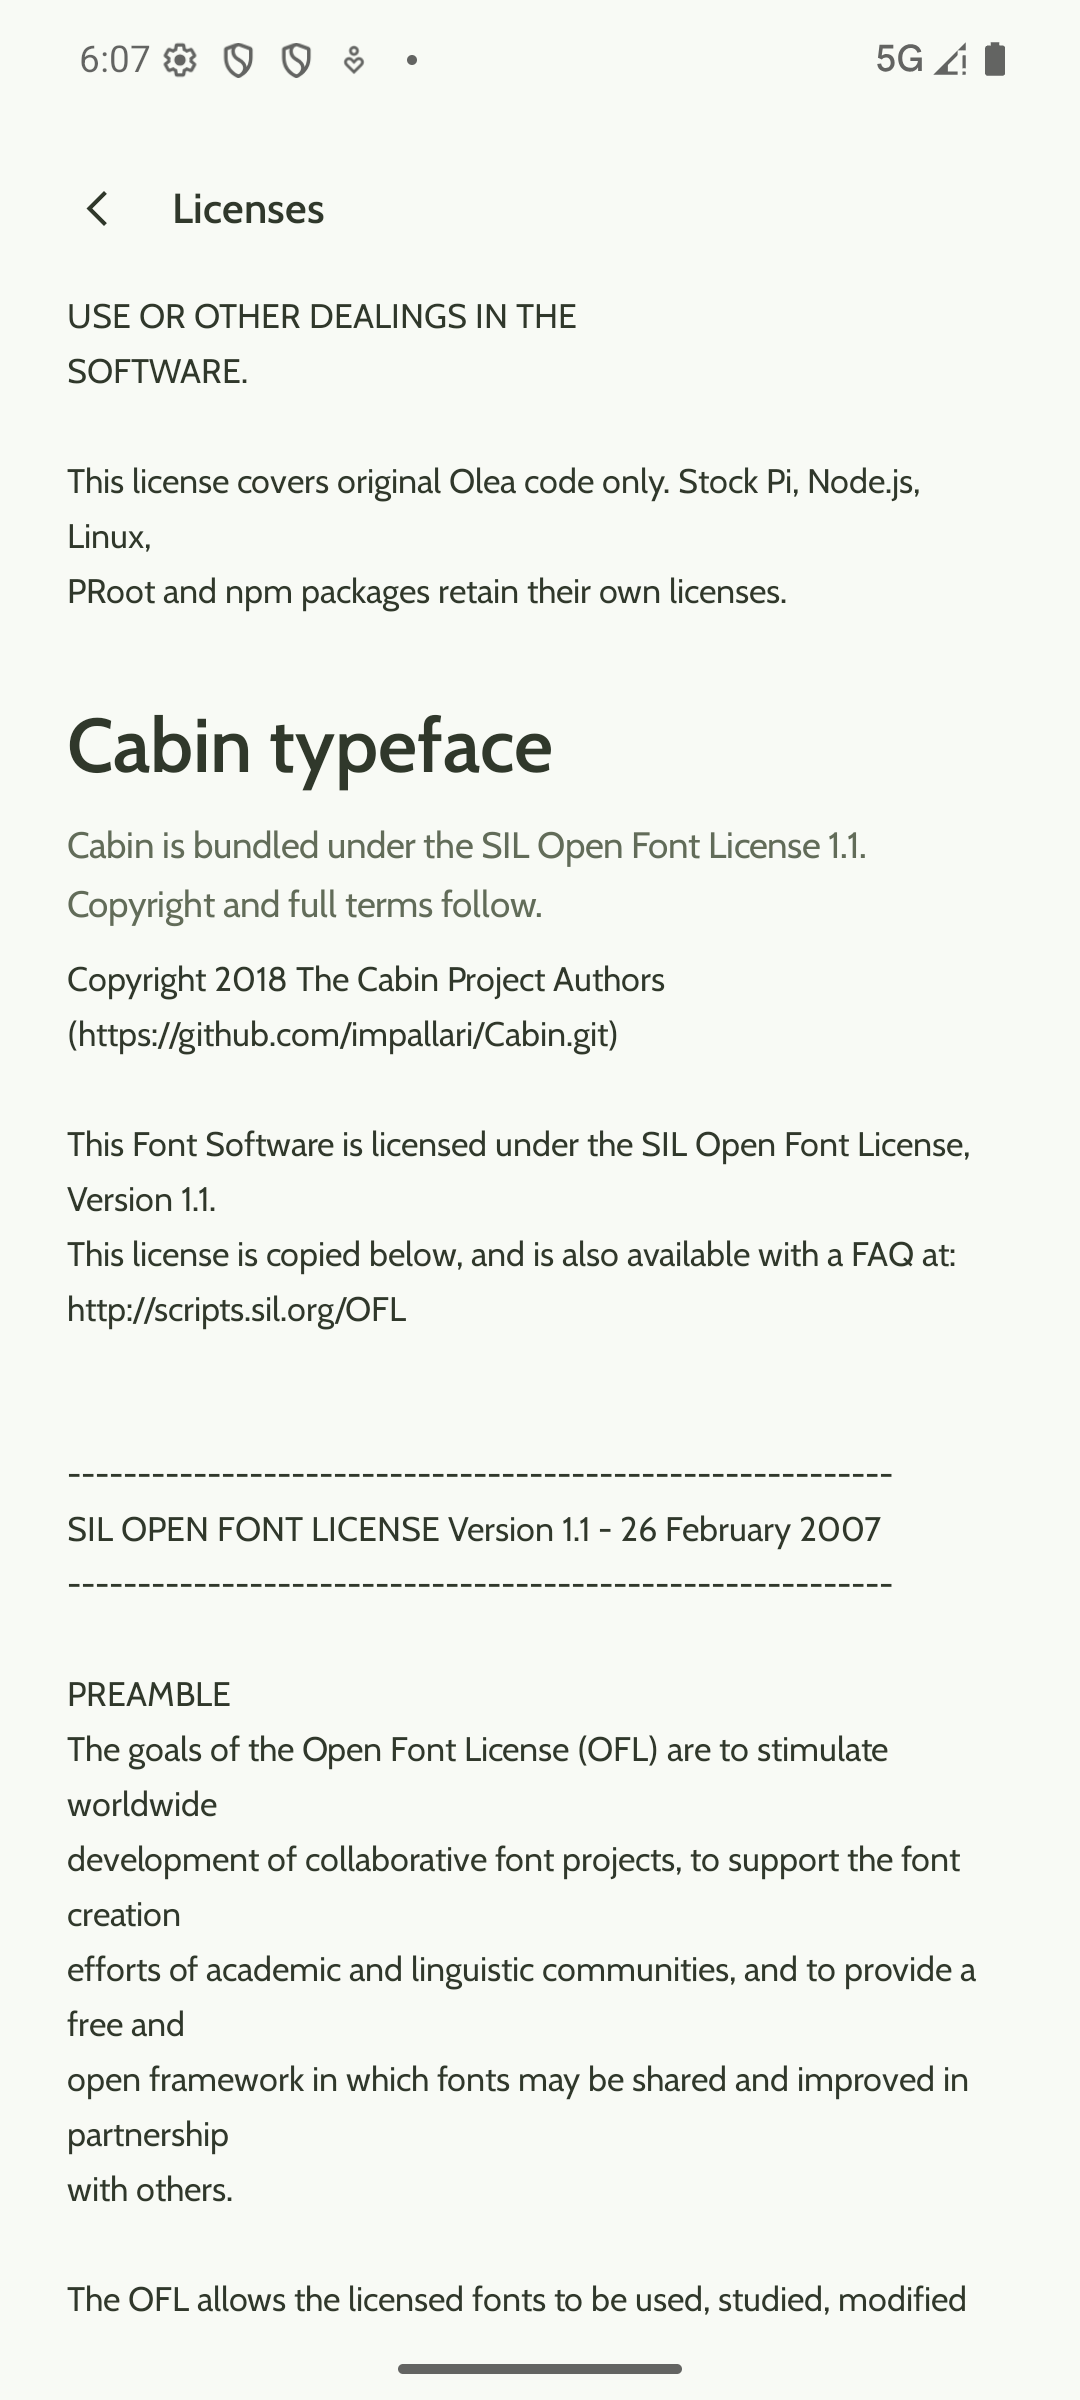 6:07
5G
Licenses
USE OR OTHER DEALINGS IN THE
SOFTWARE.
This license covers original Olea code only. Stock Pi, Node.js,
Linux,
PRoot and npm packages retain their own licenses.
Cabin typeface
Cabin is bundled under the SIL Open Font License 1.1.
Copyright and full terms follow.
Copyright 2018 The Cabin Project Authors
(https://github.com/impallari/Cabin.git)
This Font Software is licensed under the SIL Open Font License,
Version 1.1.
This license is copied below, and is also available with a FAQ at:
http://scripts.sil.org/OFL
-----------------------------------------------------------
SIL OPEN FONT LICENSE Version 1.1 - 26 February 2007
-----------------------------------------------------------
PREAMBLE
The goals of the Open Font License (OFL) are to stimulate
worldwide
development of collaborative font projects, to support the font
creation
efforts of academic and linguistic communities, and to provide a
free and
open framework in which fonts may be shared and improved in
partnership
with others.
The OFL allows the licensed fonts to be used, studied, modified